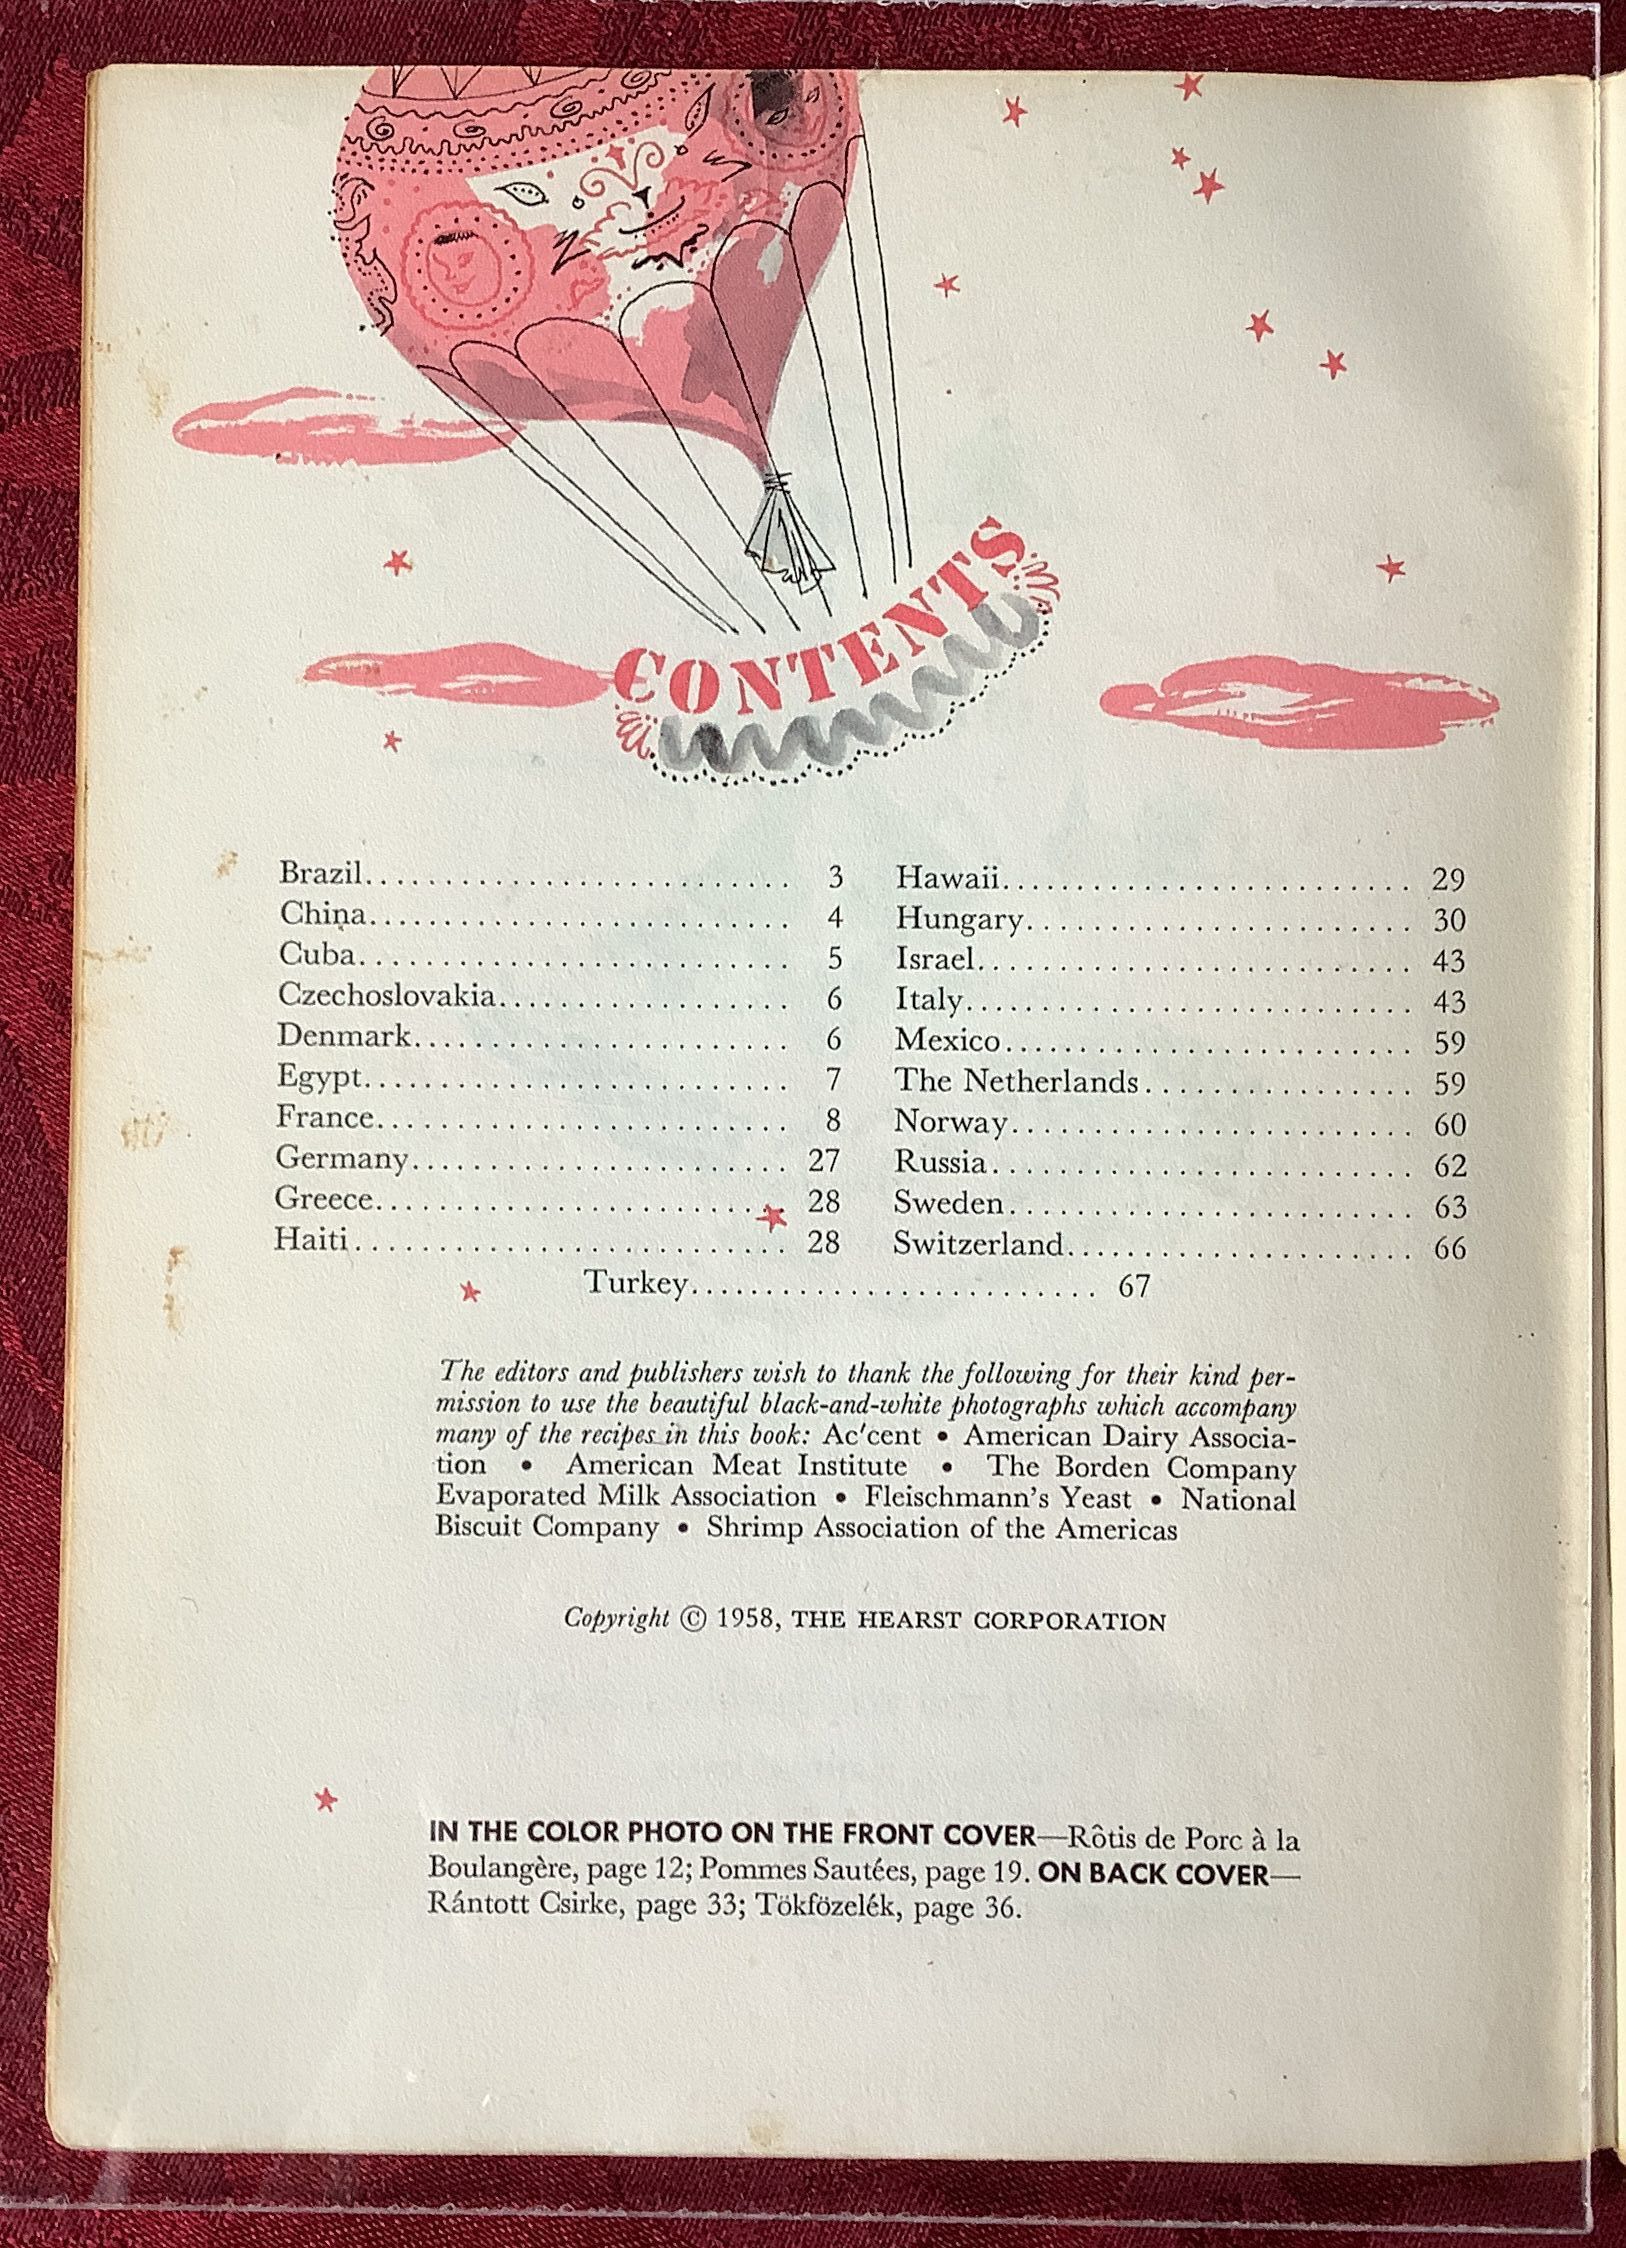 CONTENTS
Brazil.......................... 3
China.......................... 4
Cuba.......................... 5
Czechoslovakia.................. 6
Denmark....................... 6
Egypt.......................... 7
France.......................... 8
Germany....................... 27
Greece......................... 28
Haiti.......................... 28
Hawaii.......................... 29
Hungary........................ 30
Israel.......................... 43
Italy........................... 43
Mexico......................... 59
The Netherlands................ 59
Norway......................... 60
Russia.......................... 62
Sweden......................... 63
Switzerland..................... 66
Turkey.......................... 67
The editors and publishers wish to thank the following for their kind per-
mission to use the beautiful black-and-white photographs which accompany
many of the recipes in this book: Ac'cent • American Dairy Associa-
tion • American Meat Institute • The Borden Company
Evaporated Milk Association • Fleischmann's Yeast • National
Biscuit Company • Shrimp Association of the Americas
Copyright © 1958, THE HEARST CORPORATION
IN THE COLOR PHOTO ON THE FRONT COVER—Rôtis de Porc à la
Boulangère, page 12; Pommes Sautées, page 19. ON BACK COVER—
Rántott Csirke, page 33; Tökfözelék, page 36.